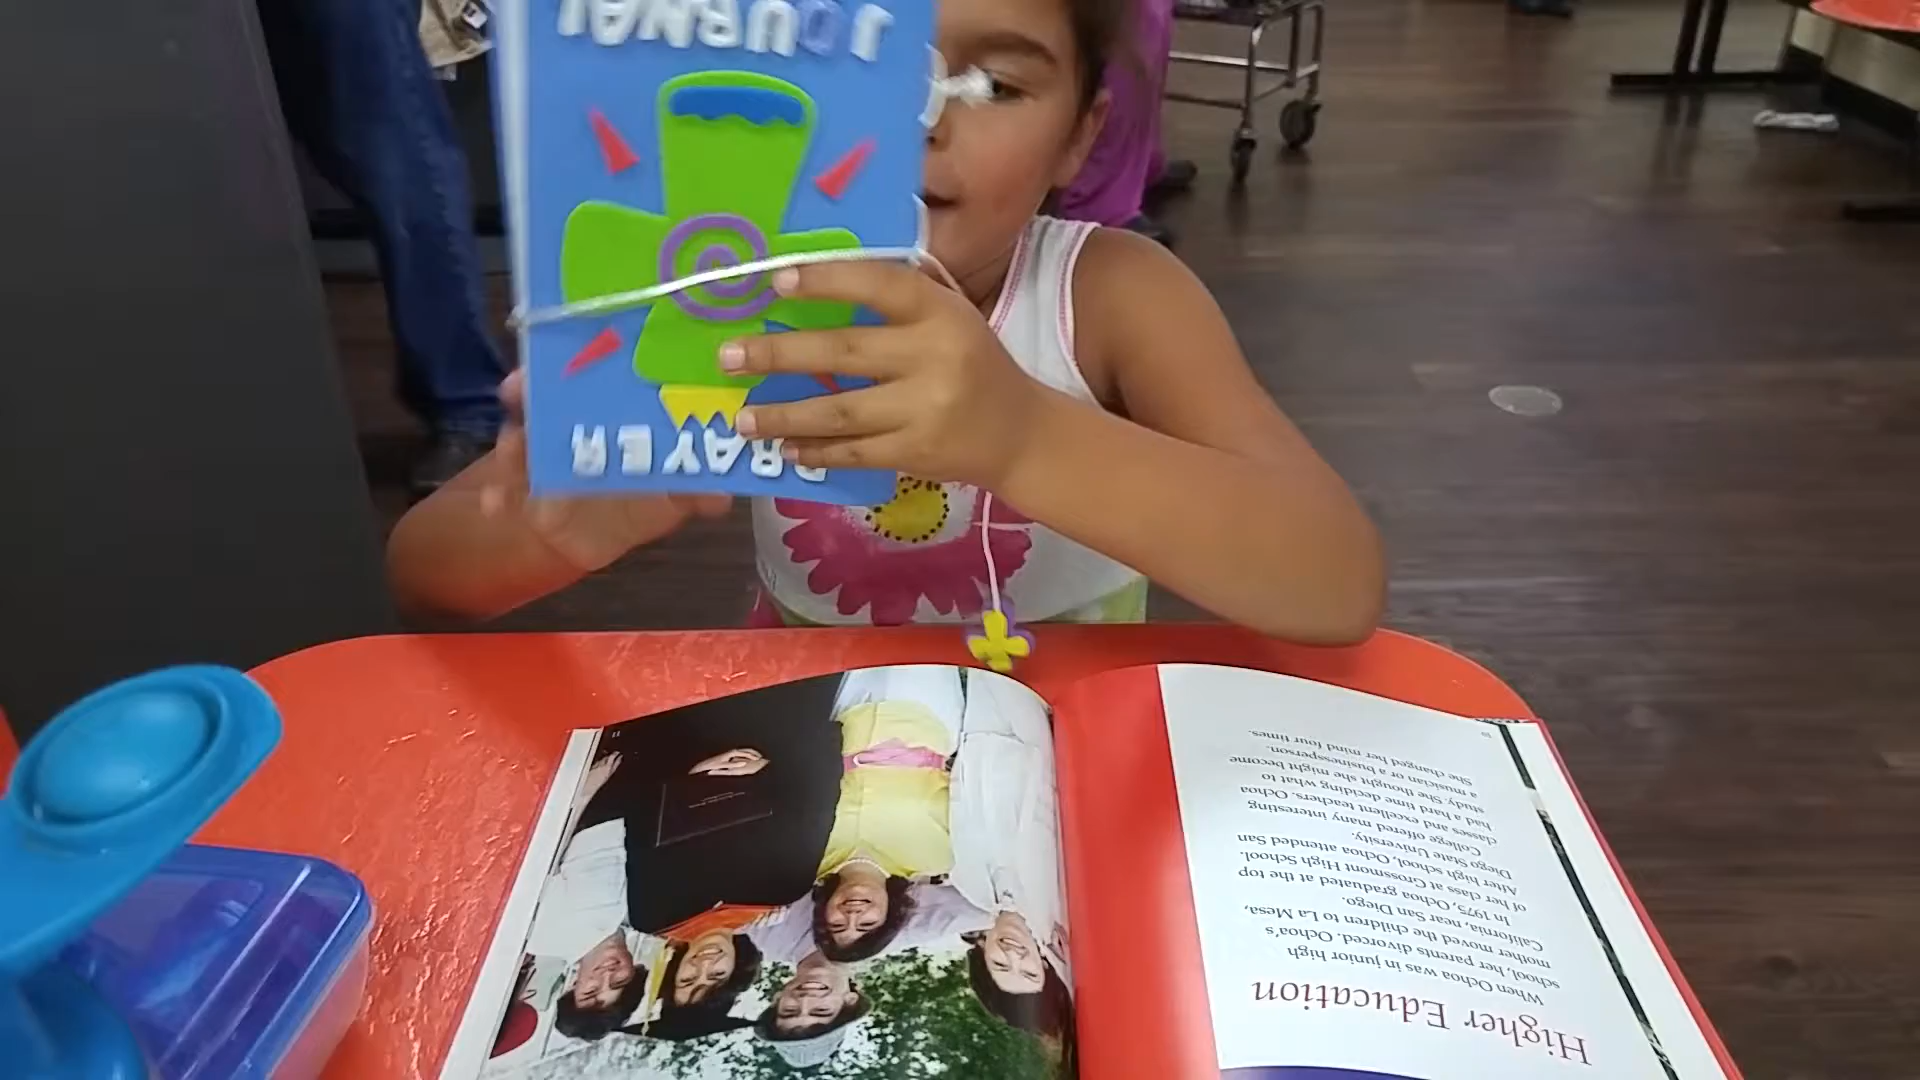 PRAYER
JOURNAL
Higher Education
When Ochoa was in junior high
school, her parents divorced. Ochoa's
mother moved the children to La Mesa,
California, near San Diego.
In 1975, Ochoa graduated at the top
of her class at Grossmont High School.
After high school, Ochoa attended San
Diego State University.
College offered many interesting
classes and excellent teachers. Ochoa
had a hard time deciding what to
study. She thought she might become
a musician or a businessperson.
She changed her mind four times.
10
11